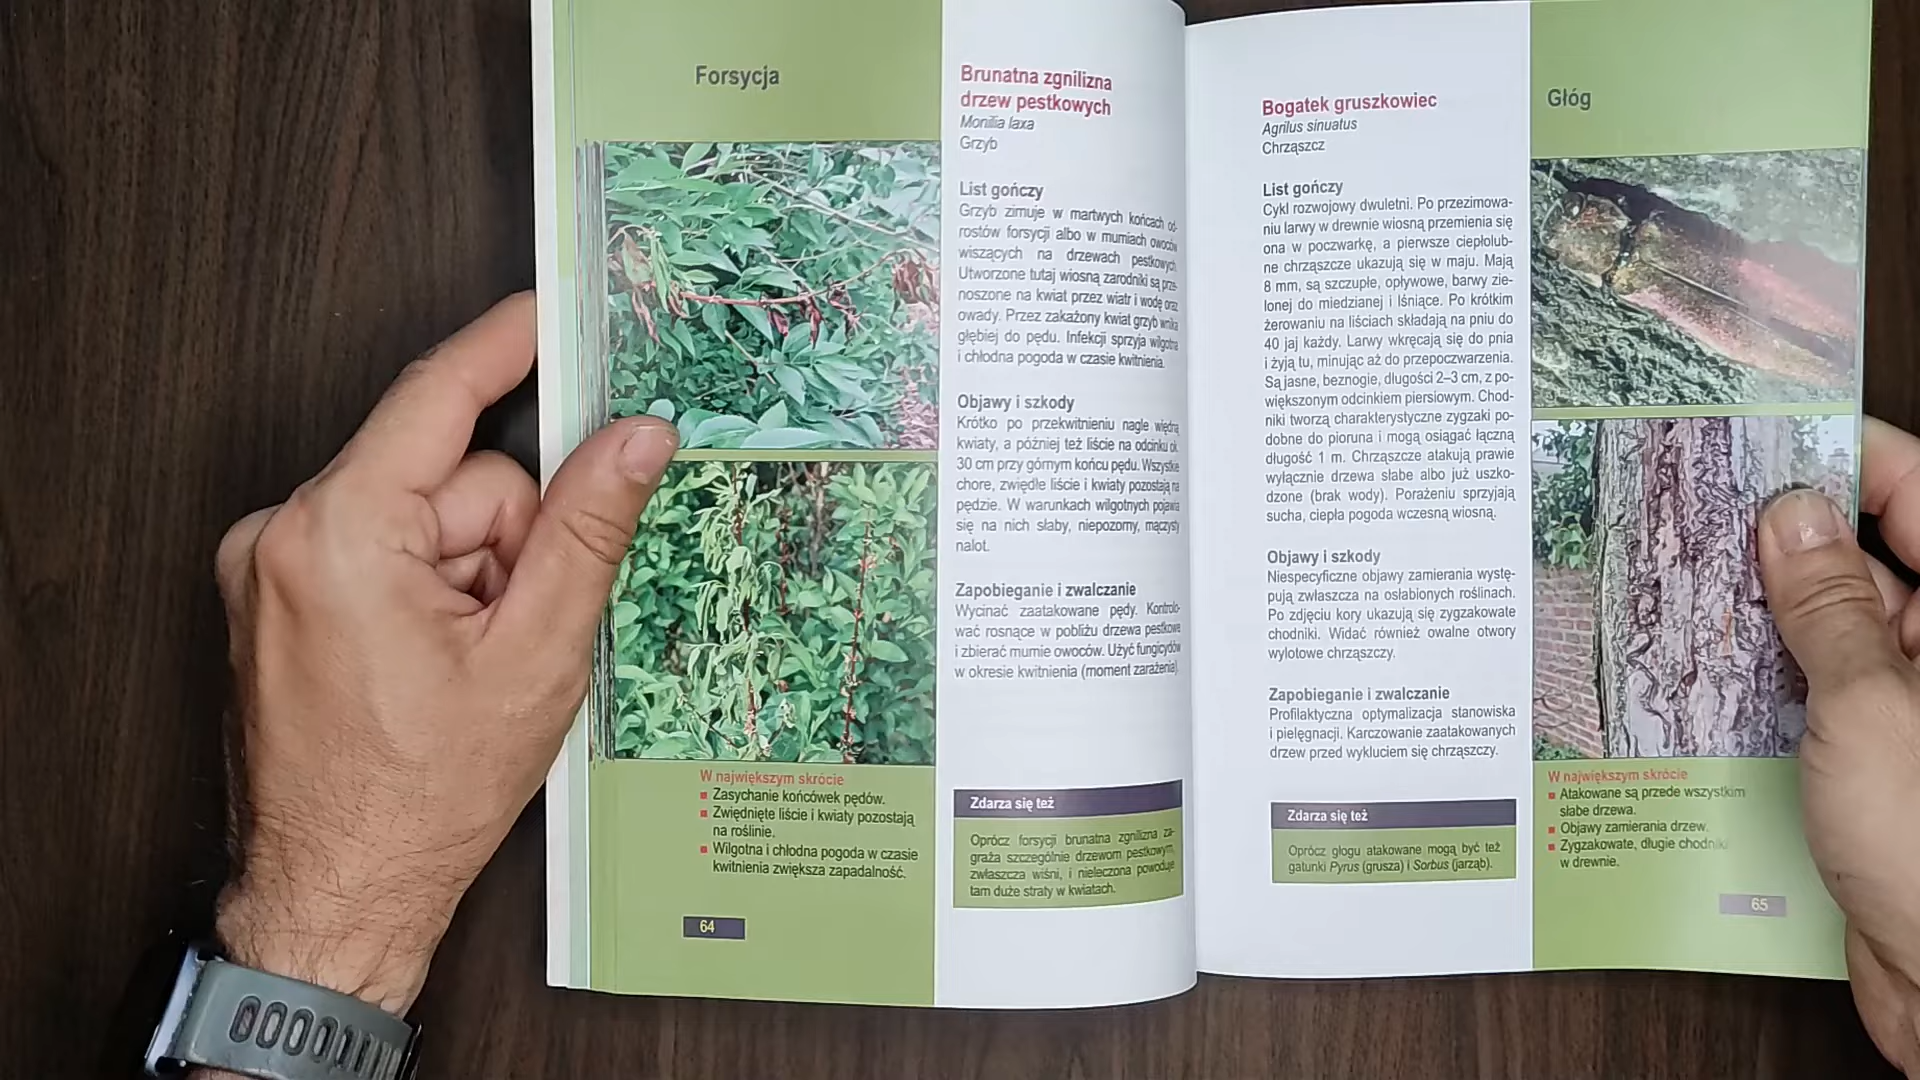 Forsycja
W największym skrócie
Zasychanie końcówek pędów.
Zwiędnięte liście i kwiaty pozostają
na roślinie.
Wilgotna i chłodna pogoda w czasie
kwitnienia zwiększa zapadalność.
64
Brunatna zgnilizna
drzew pestkowych
Monilia laxa
Grzyb
List gończy
Grzyb zimuje w martwych końcach od-
rostów forsycji albo w mumiach owoców
wiszących na drzewach pestkowych.
Utworzone tutaj wiosną zarodniki są prze-
noszone na kwiat przez wiatr i wodę oraz
owady. Przez zakażony kwiat grzyb wnika
głębiej do pędu. Infekcji sprzyja wilgotna
i chłodna pogoda w czasie kwitnienia.
Objawy i szkody
Krótko po przekwitnieniu nagle więdną
kwiaty, a później też liście na odcinku ok.
30 cm przy górnym końcu pędu. Wszystkie
chore, zwiędłe liście i kwiaty pozostają na
pędzie. W warunkach wilgotnych pojawia
się na nich słaby, niepozorny, mączysty
nalot.
Zapobieganie i zwalczanie
Wycinać zaatakowane pędy. Kontrolo-
wać rosnące w pobliżu drzewa pestkowe
i zbierać mumie owoców. Użyć fungicydów
w okresie kwitnienia (moment zarażenia).
Zdarza się też
Oprócz forsycji brunatna zgnilizna za-
graża szczególnie drzewom pestkowym,
zwłaszcza wiśni, i nieleczona powoduje
tam duże straty w kwiatach.
Bogatek gruszkowiec
Agrilus sinuatus
Chrząszcz
List gończy
Cykl rozwojowy dwuletni. Po przezimowa-
niu larwy w drewnie wiosną przemienia się
ona w poczwarkę, a pierwsze ciepłolub-
ne chrząszcze ukazują się w maju. Mają
8 mm, są szczupłe, opływowe, barwy zie-
lonej do miedzianej i lśniące. Po krótkim
żerowaniu na liściach składają na pniu do
40 jaj każdy. Larwy wkręcają się do pnia
i żyją tu, minując aż do przepoczwarzenia.
Są jasne, beznogie, długości 2–3 cm, z po-
większonym odcinkiem piersiowym. Chod-
niki tworzą charakterystyczne zygzaki po-
dobne do pioruna i mogą osiągać łączną
długość 1 m. Chrząszcze atakują prawie
wyłącznie drzewa słabe albo już uszko-
dzone (brak wody). Porażeniu sprzyjają
sucha, ciepła pogoda wczesną wiosną.
Objawy i szkody
Niespecyficzne objawy zamierania wystę-
pują zwłaszcza na osłabionych roślinach.
Po zdjęciu kory ukazują się zygzakowate
chodniki. Widać również owalne otwory
wylotowe chrząszczy.
Zapobieganie i zwalczanie
Profilaktyczna optymalizacja stanowiska
i pielęgnacji. Karczowanie zaatakowanych
drzew przed wykluciem się chrząszczy.
Zdarza się też
Oprócz głogu atakowane mogą być też
gatunki Pyrus (grusza) i Sorbus (jarząb).
Głóg
W największym skrócie
Atakowane są przede wszystkim
słabe drzewa.
Objawy zamierania drzew.
Zygzakowate, długie chodniki
w drewnie.
65